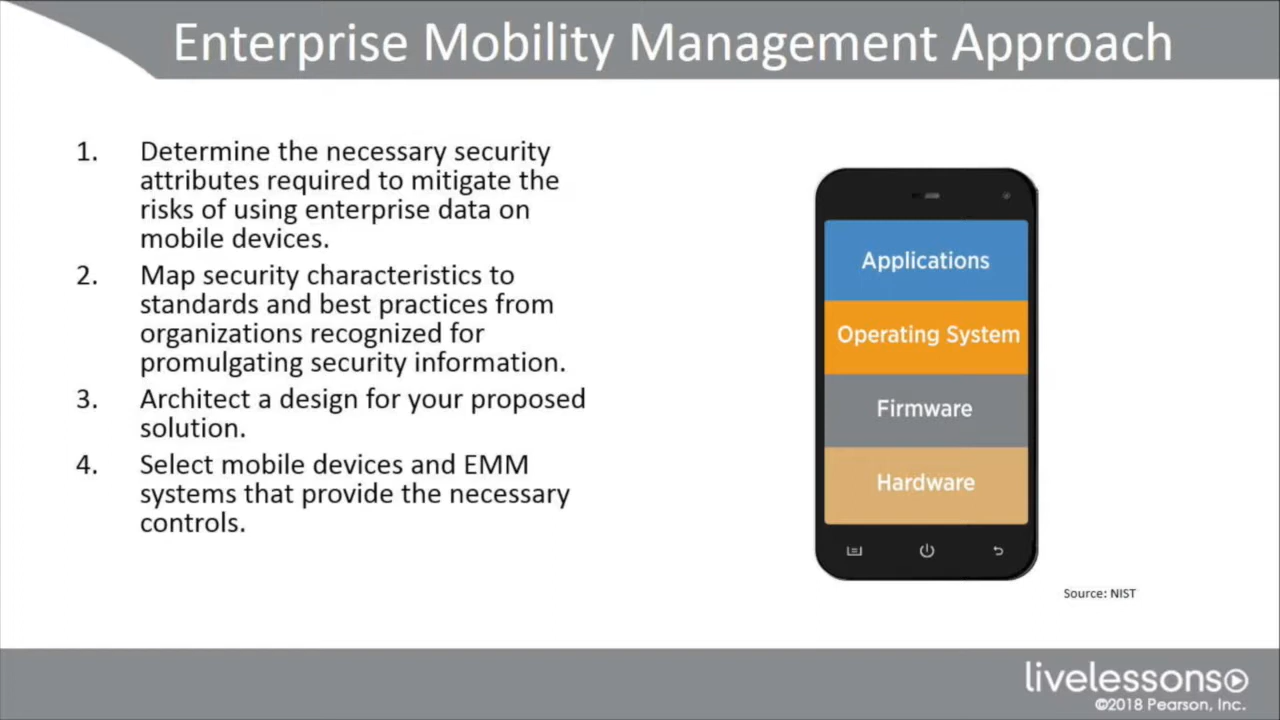 Enterprise Mobility Management Approach
1. Determine the necessary security
attributes required to mitigate the
risks of using enterprise data on
mobile devices.
2. Map security characteristics to
standards and best practices from
organizations recognized for
promulgating security information.
3. Architect a design for your proposed
solution.
4. Select mobile devices and EMM
systems that provide the necessary
controls.
Applications
Operating System
Firmware
Hardware
Source: NIST
livelessons
©2018 Pearson, Inc.